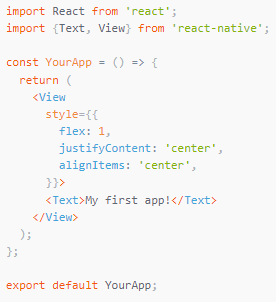 import React from 'react';
import {Text, View} from 'react-native';

const YourApp = () => {
  return (
    <View
      style={{
        flex: 1,
        justifyContent: 'center',
        alignItems: 'center',
      }}>
      <Text>My first app!</Text>
    </View>
  );
};

export default YourApp;